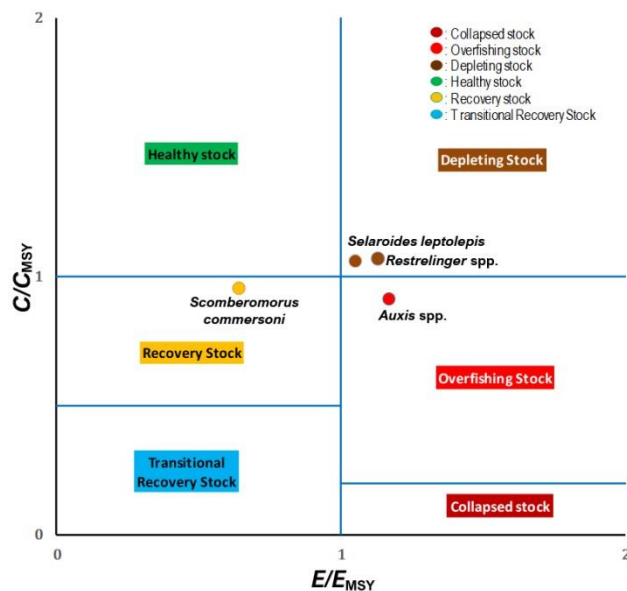 2
: Collapsed stock
: Overfishing stock
: Depleting stock
: Healthy stock
: Recovery stock
: Transitional Recovery Stock
Healthy stock
Depleting Stock
Selaroides leptolepis
Restrelinger spp.
1
Scomberomorus
commersoni
Auxis spp.
Recovery Stock
Overfishing Stock
Transitional
Recovery Stock
Collapsed stock
0
0
1
2
C/CMSY
E/EMSY